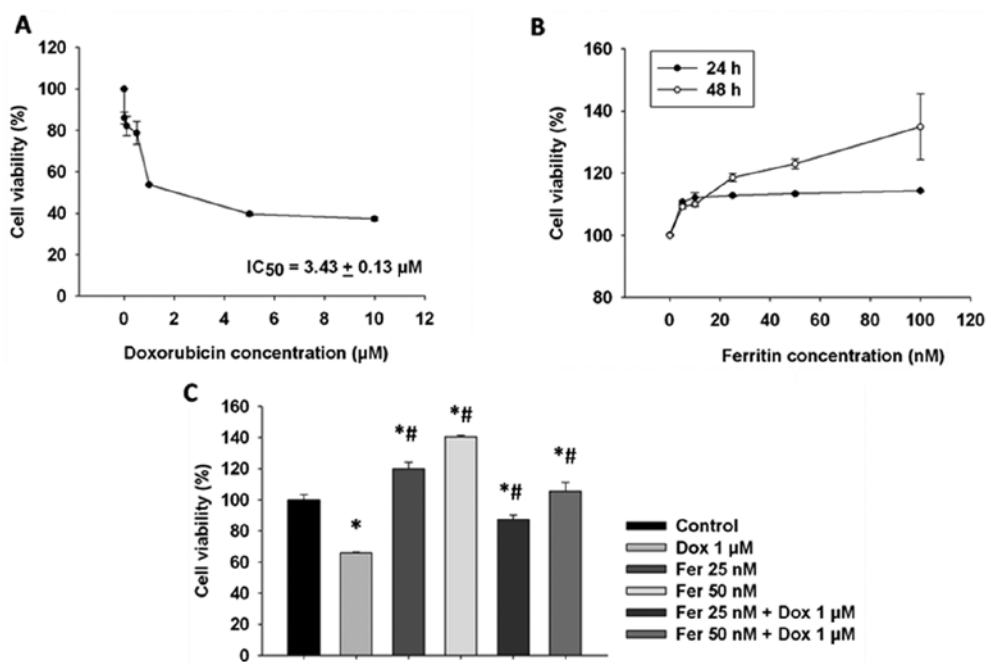 A
120
100
80
60
40
20
0
Cell viability (%)
IC50 = 3.43 ± 0.13 µM
0 2 4 6 8 10 12
Doxorubicin concentration (µM)
B
160
140
120
100
80
Cell viability (%)
24 h
48 h
0 20 40 60 80 100 120
Ferritin concentration (nM)
C
160
140
120
100
80
60
40
20
0
Cell viability (%)
*
*#
*#
*#
*#
Control
Dox 1 µM
Fer 25 nM
Fer 50 nM
Fer 25 nM + Dox 1 µM
Fer 50 nM + Dox 1 µM